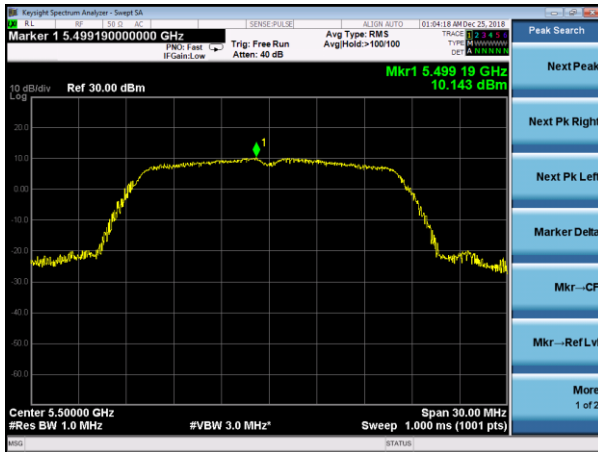 Keysight Spectrum Analyzer - Swept SA
RL RF 50 Ω AC SENSE:PULSE ALIGN AUTO 01:04:18 AM Dec 25, 2018
Marker 1 5.499190000000 GHz
PNO: Fast
IFGain:Low
Trig: Free Run
Atten: 40 dB
Avg Type: RMS
Avg|Hold:>100/100
TRACE 1 2 3 4 5 6
TYPE M W W W W W
DET A N N N N N
Mkr1 5.499 19 GHz
10.143 dBm
10 dB/div Ref 30.00 dBm
Log
20.0
10.0
0.00
-10.0
-20.0
-30.0
-40.0
-50.0
-60.0
1
Center 5.50000 GHz Span 30.00 MHz
#Res BW 1.0 MHz #VBW 3.0 MHz* Sweep 1.000 ms (1001 pts)
MSG STATUS
Peak Search
Next Peak
Next Pk Right
Next Pk Left
Marker Delta
Mkr→CF
Mkr→Ref Lvl
More
1 of 2